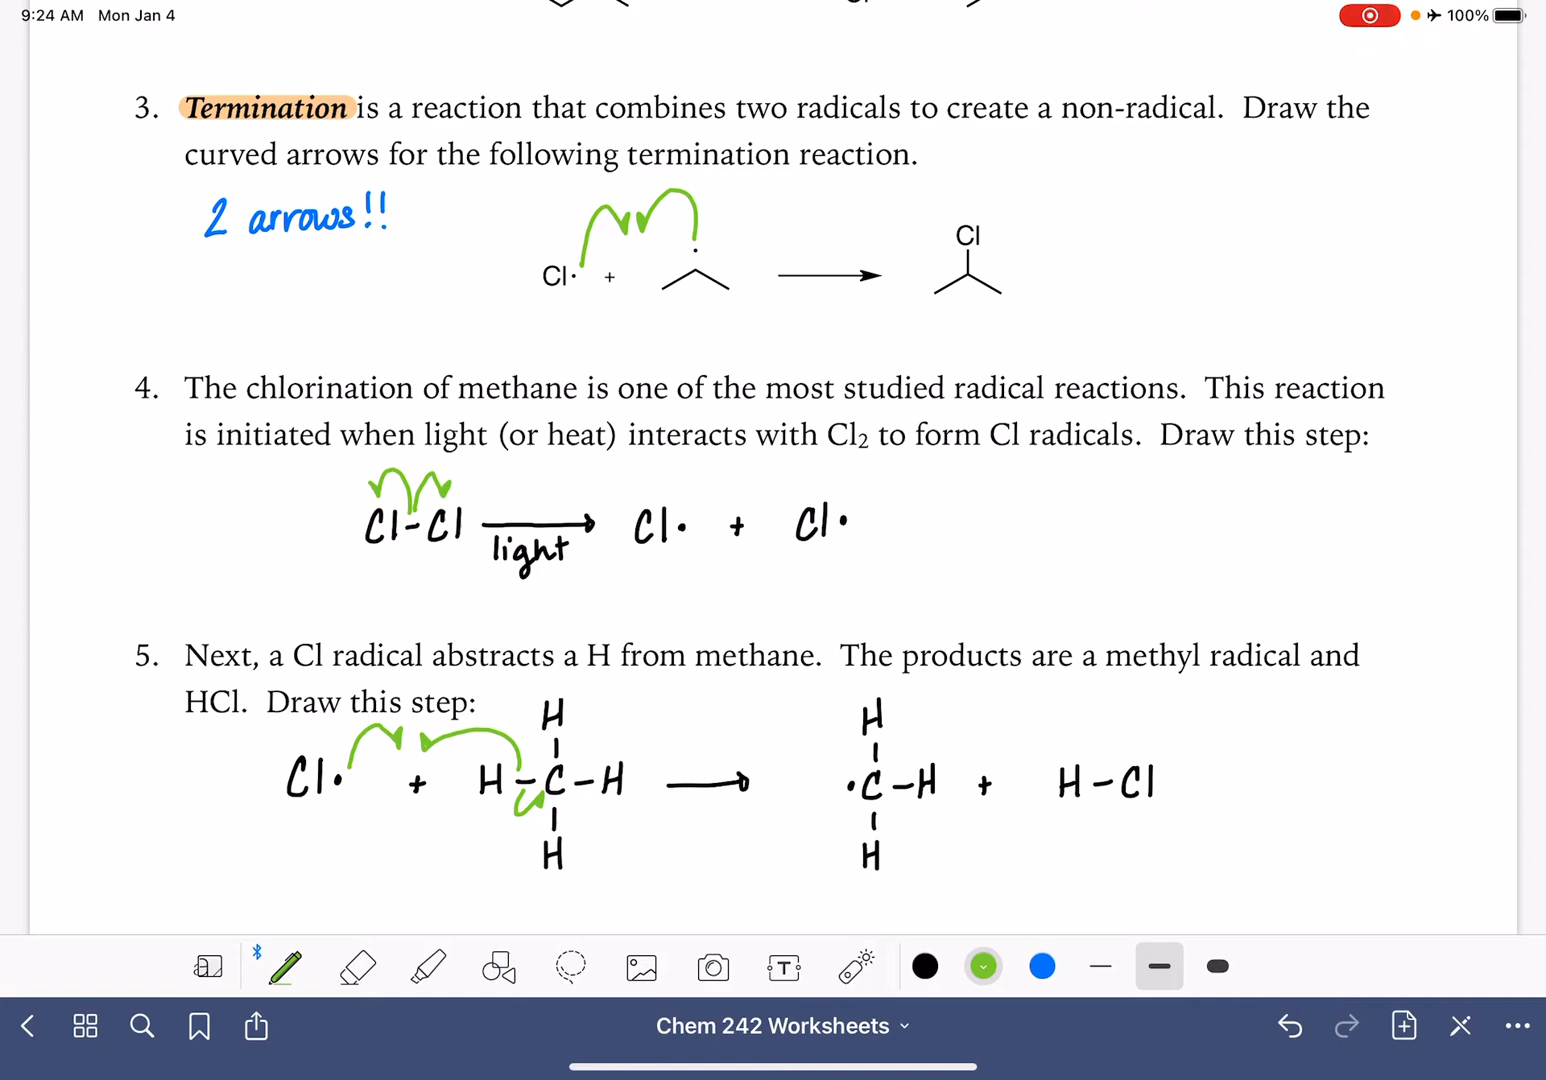 9:24 AM Mon Jan 4
100%
3. Termination is a reaction that combines two radicals to create a non-radical. Draw the
curved arrows for the following termination reaction.
2 arrows!!
Cl· + ·
Cl
4. The chlorination of methane is one of the most studied radical reactions. This reaction
is initiated when light (or heat) interacts with Cl₂ to form Cl radicals. Draw this step:
Cl-Cl → Cl· + Cl·
light
5. Next, a Cl radical abstracts a H from methane. The products are a methyl radical and
HCl. Draw this step:
H H
Cl· + H-C-H → ·C-H + H-Cl
H H
T
Chem 242 Worksheets